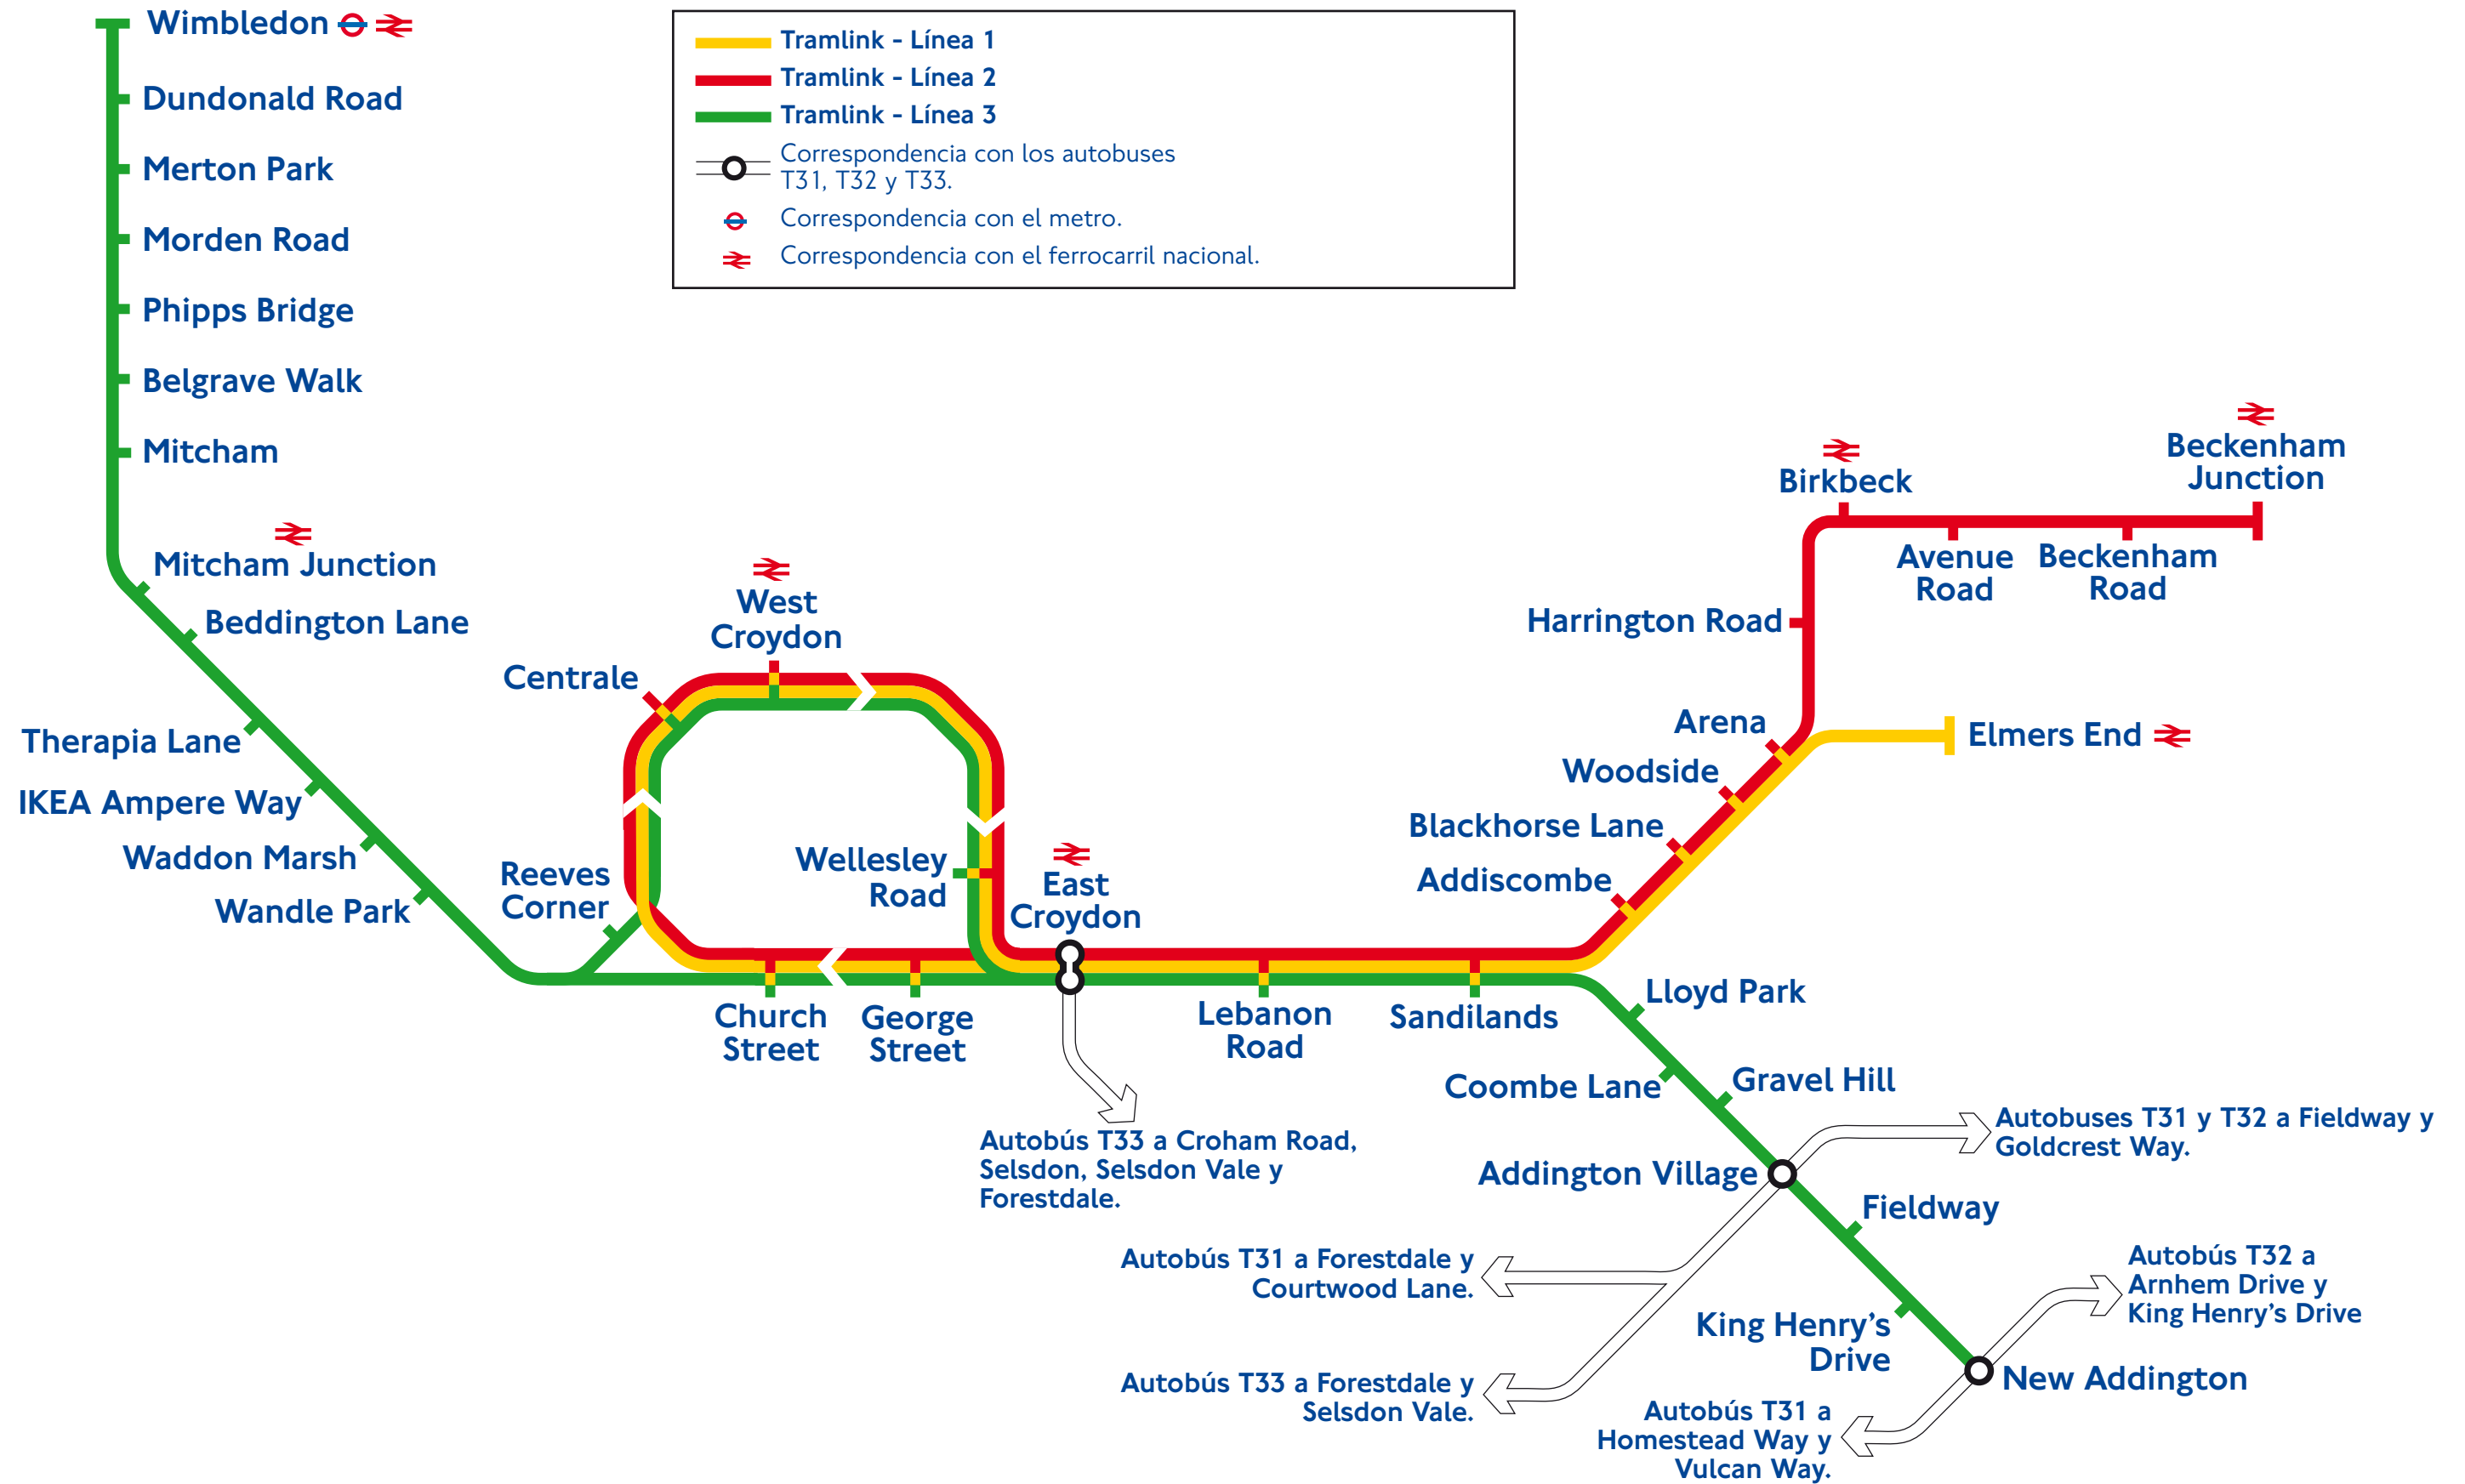 Wimbledon
Dundonald Road
Merton Park
Morden Road
Phipps Bridge
Belgrave Walk
Mitcham
Mitcham Junction
Beddington Lane
Therapia Lane
IKEA Ampere Way
Waddon Marsh
Wandle Park
Tramlink - Línea 1
Tramlink - Línea 2
Tramlink - Línea 3
Correspondencia con los autobuses
T31, T32 y T33.
Correspondencia con el metro.
Correspondencia con el ferrocarril nacional.
Reeves
Corner
Centrale
West
Croydon
Wellesley
Road
East
Croydon
Church
Street
George
Street
Lebanon
Road
Sandilands
Addiscombe
Blackhorse Lane
Woodside
Arena
Elmers End
Harrington Road
Birkbeck
Avenue
Road
Beckenham
Road
Beckenham
Junction
Lloyd Park
Coombe Lane
Gravel Hill
Addington Village
Fieldway
King Henry’s
Drive
New Addington
Autobús T33 a Croham Road,
Selsdon, Selsdon Vale y
Forestdale.
Autobuses T31 y T32 a Fieldway y
Goldcrest Way.
Autobús T31 a Forestdale y
Courtwood Lane.
Autobús T33 a Forestdale y
Selsdon Vale.
Autobús T32 a
Arnhem Drive y
King Henry’s Drive
Autobús T31 a
Homestead Way y
Vulcan Way.